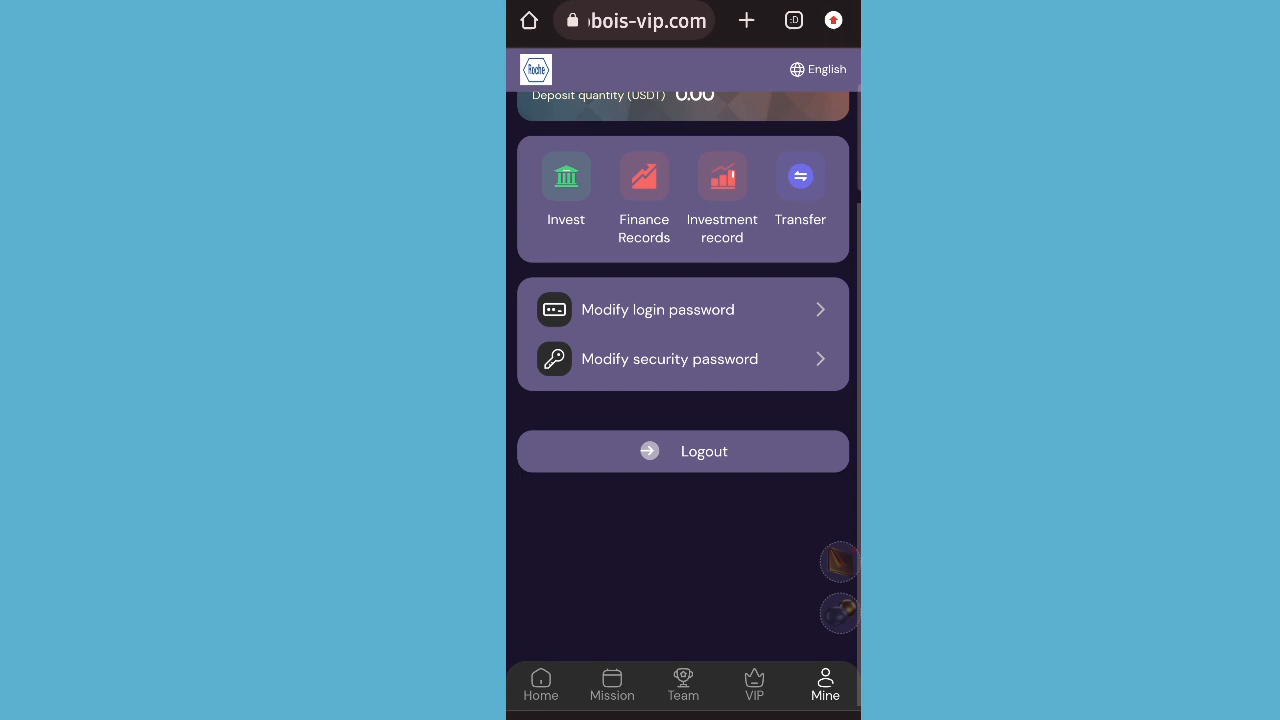 bois-vip.com
:D
Roche
English
Deposit quantity (USDT) 0.00
Invest
Finance
Records
Investment
record
Transfer
Modify login password
Modify security password
Logout
Home
Mission
Team
VIP
Mine